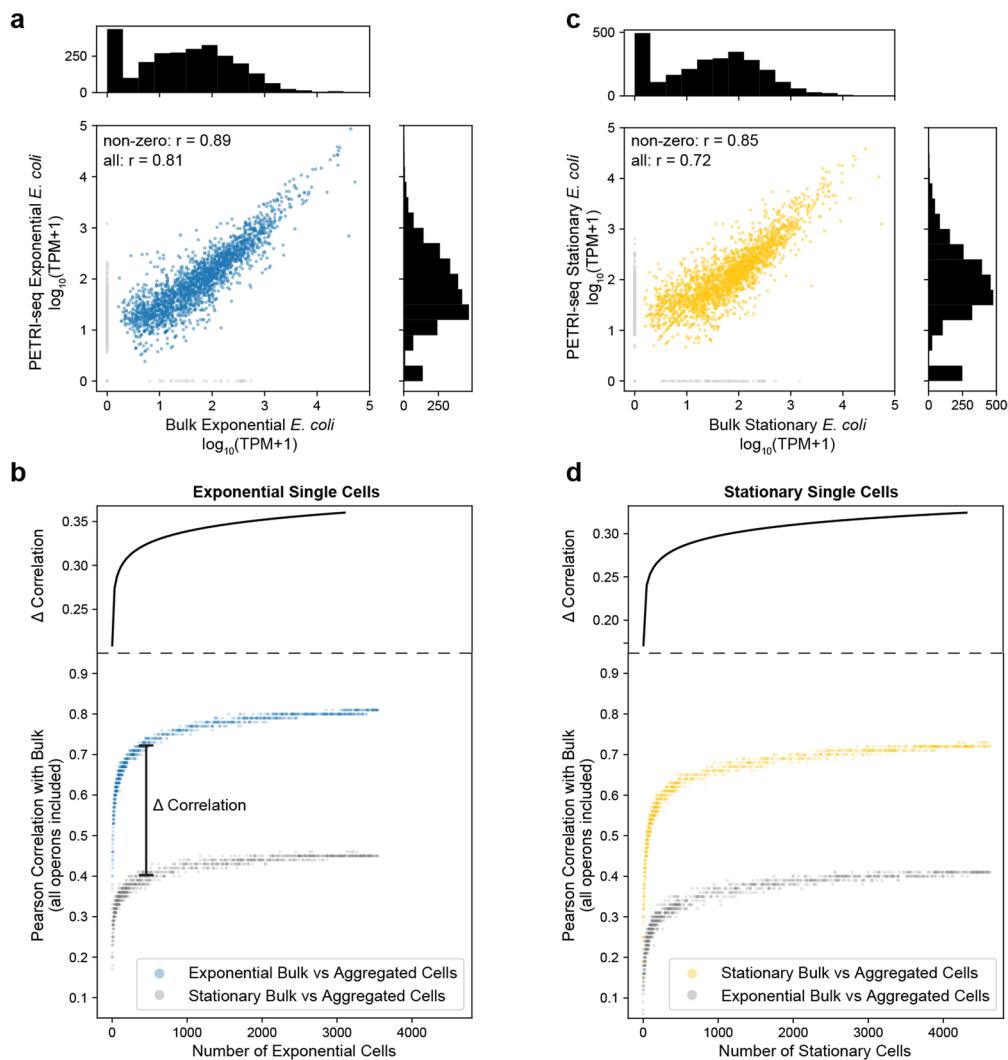 a
250
0
5
4
3
2
1
0
non-zero: r = 0.89
all: r = 0.81
PETRI-seq Exponential E. coli
log10(TPM+1)
0 1 2 3 4 5
Bulk Exponential E. coli
log10(TPM+1)
0 250
c
500
250
0
5
4
3
2
1
0
non-zero: r = 0.85
all: r = 0.72
PETRI-seq Stationary E. coli
log10(TPM+1)
0 1 2 3 4 5
Bulk Stationary E. coli
log10(TPM+1)
0 250 500
b
Exponential Single Cells
0.35
0.30
0.25
Δ Correlation
0.9
0.8
0.7
0.6
0.5
0.4
0.3
0.2
0.1
Pearson Correlation with Bulk
(all operons included)
Δ Correlation
Exponential Bulk vs Aggregated Cells
Stationary Bulk vs Aggregated Cells
0 1000 2000 3000 4000
Number of Exponential Cells
d
Stationary Single Cells
0.30
0.25
0.20
Δ Correlation
0.9
0.8
0.7
0.6
0.5
0.4
0.3
0.2
0.1
Pearson Correlation with Bulk
(all operons included)
Stationary Bulk vs Aggregated Cells
Exponential Bulk vs Aggregated Cells
0 1000 2000 3000 4000
Number of Stationary Cells